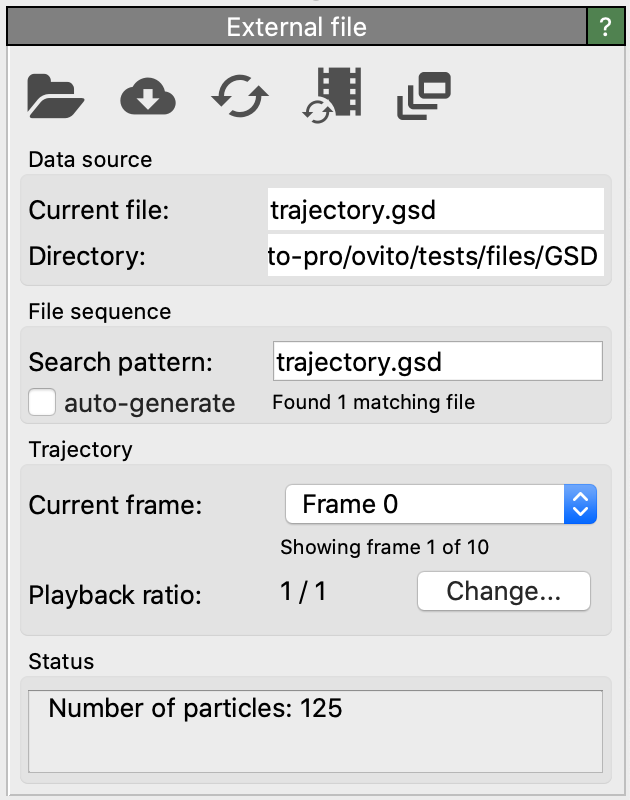 External file ?
Data source
Current file: trajectory.gsd
Directory: to-pro/ovito/tests/files/GSD
File sequence
Search pattern: trajectory.gsd
auto-generate Found 1 matching file
Trajectory
Current frame: Frame 0
Showing frame 1 of 10
Playback ratio: 1 / 1 Change...
Status
Number of particles: 125